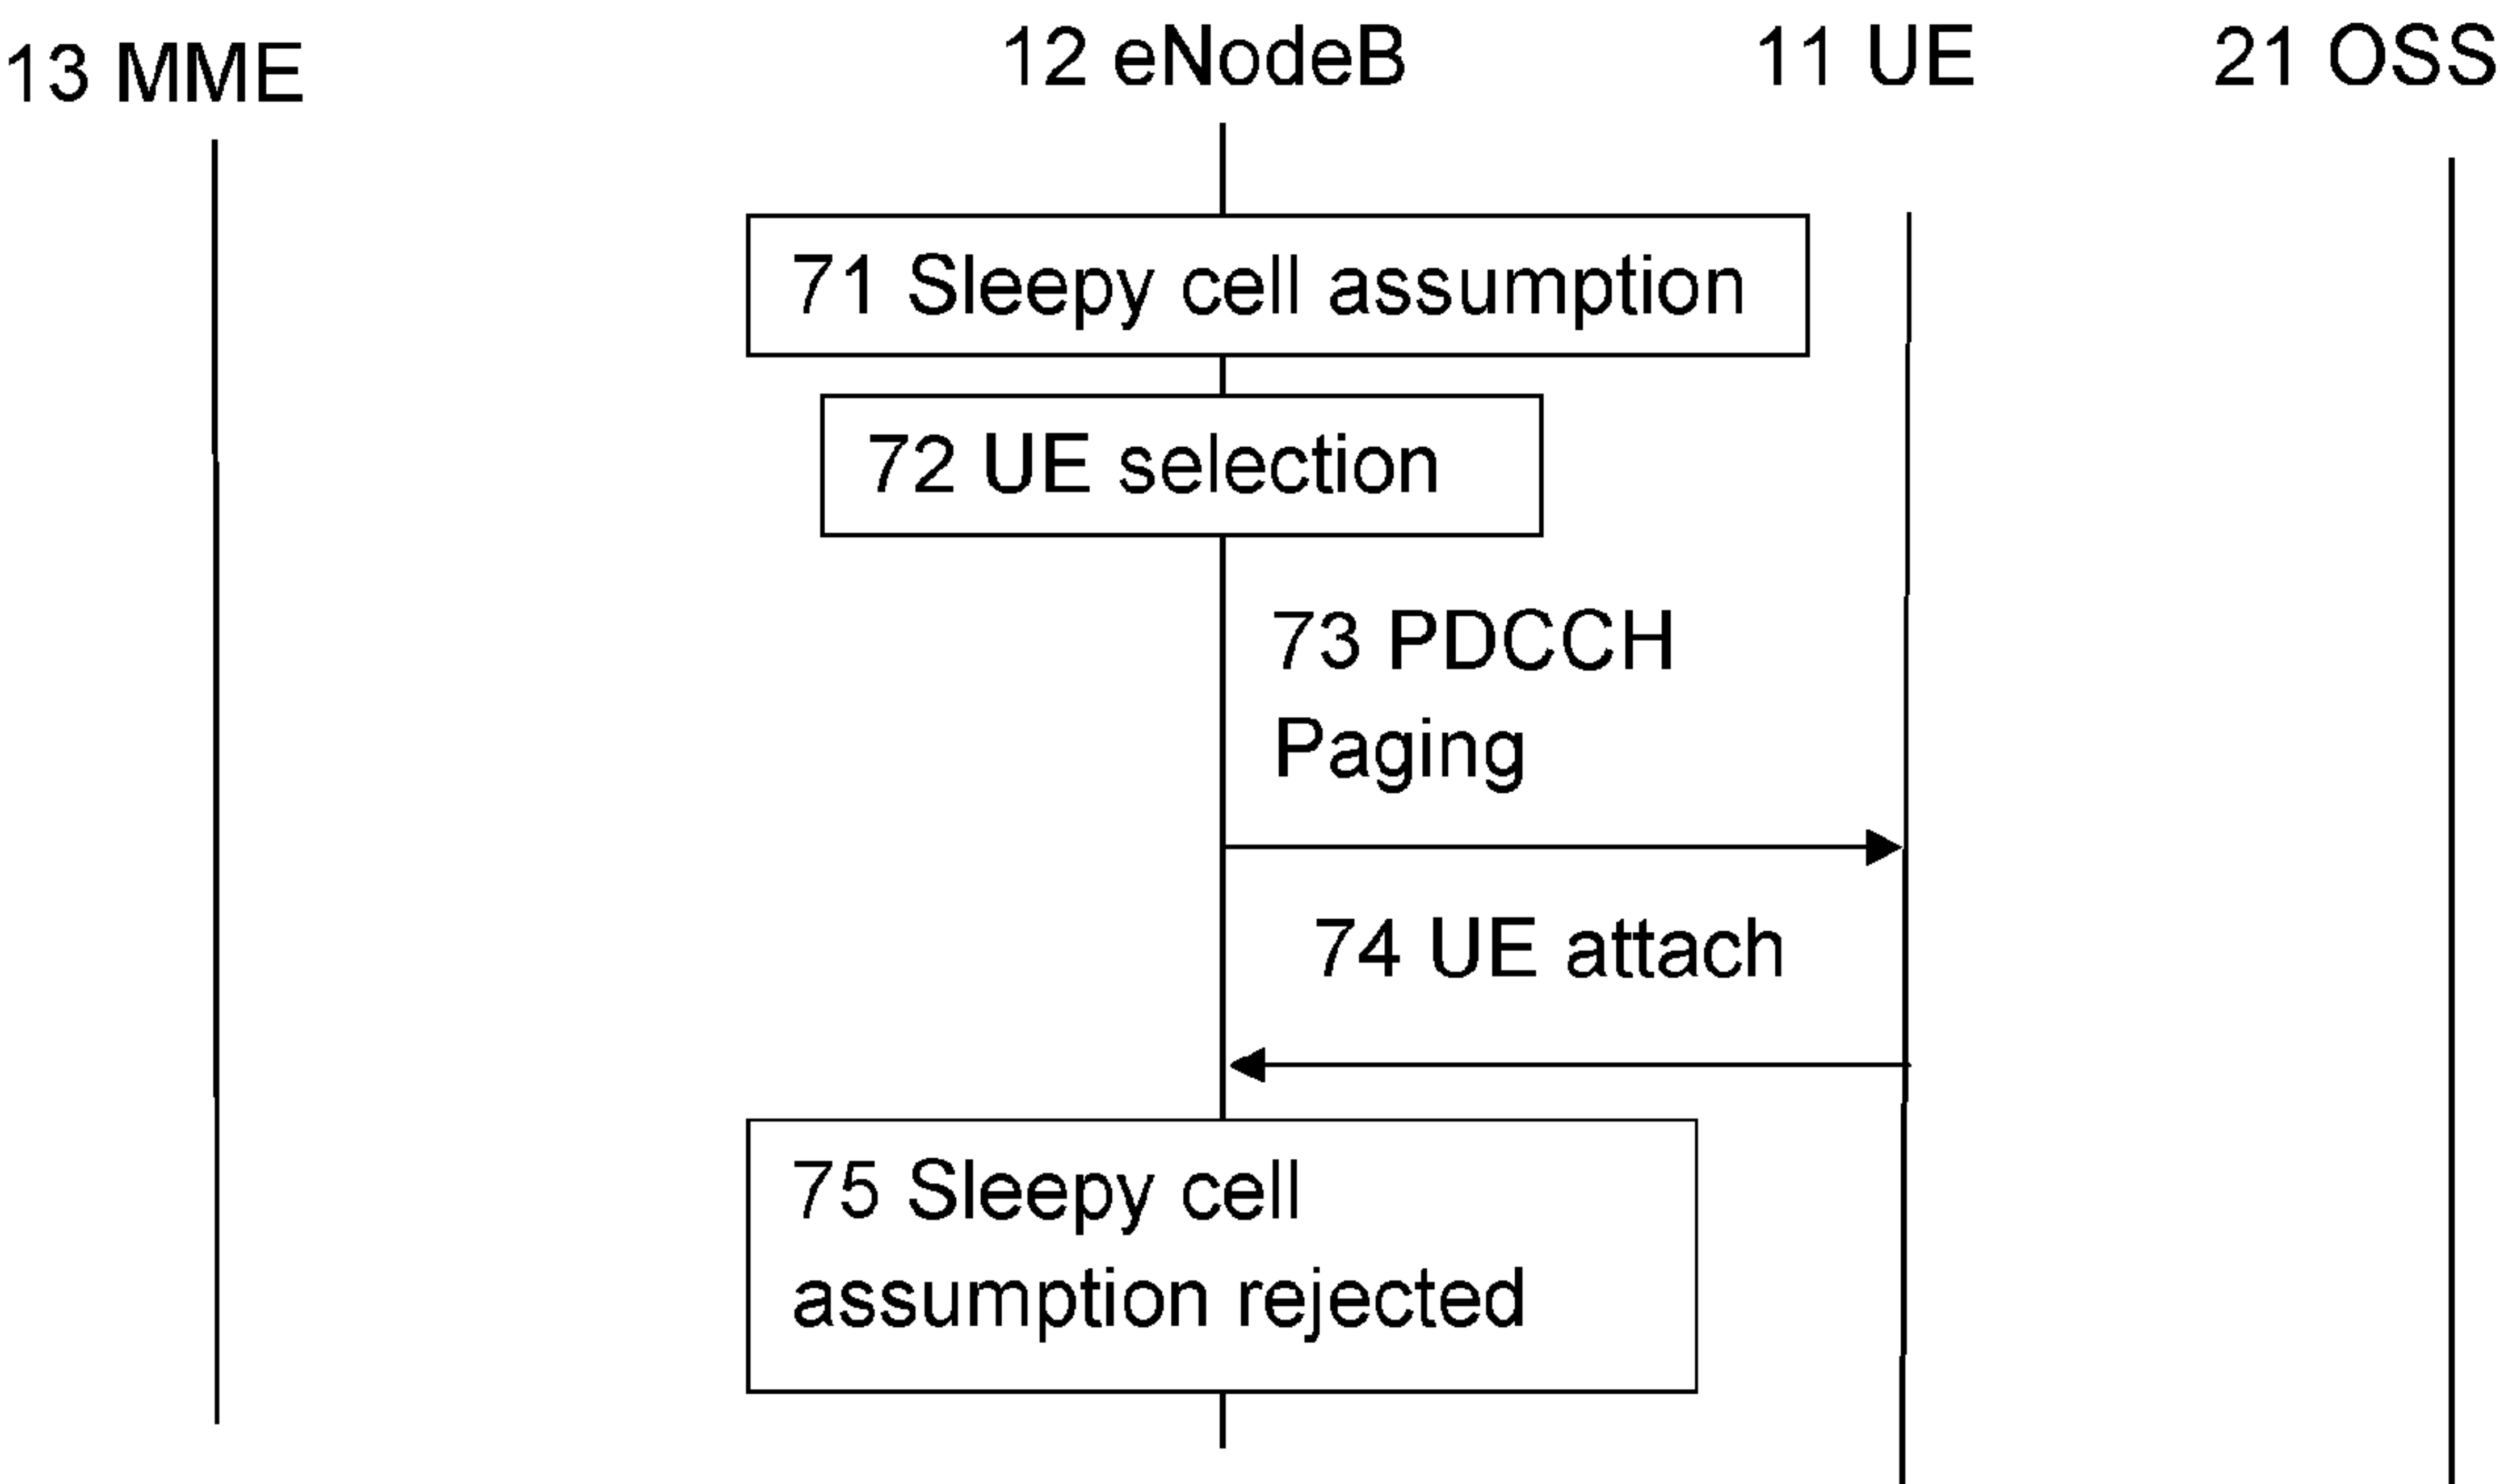 13 MME
12 eNodeB
11 UE
21 OSS
71 Sleepy cell assumption
72 UE selection
73 PDCCH
Paging
74 UE attach
75 Sleepy cell
assumption rejected